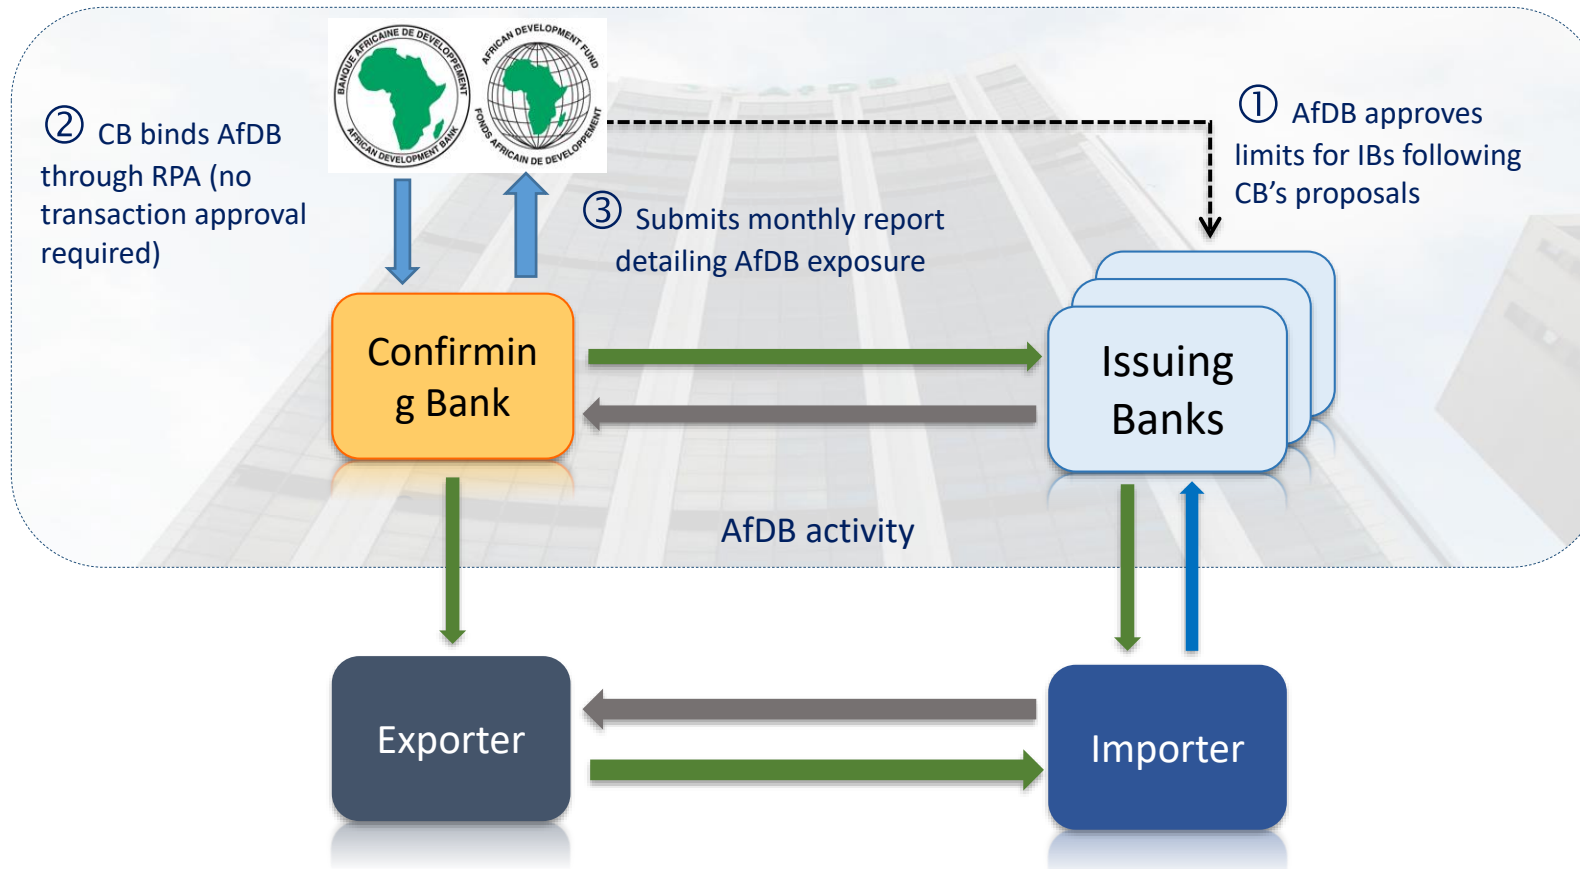 BANQUE AFRICAINE DE DEVELOPPEMENT
AFRICAN DEVELOPMENT BANK
AFRICAN DEVELOPMENT FUND
FONDS AFRICAIN DE DEVELOPPEMENT
② CB binds AfDB
through RPA (no
transaction approval
required)
① AfDB approves
limits for IBs following
CB’s proposals
③ Submits monthly report
detailing AfDB exposure
Confirmin
g Bank
Issuing
Banks
AfDB activity
Exporter
Importer